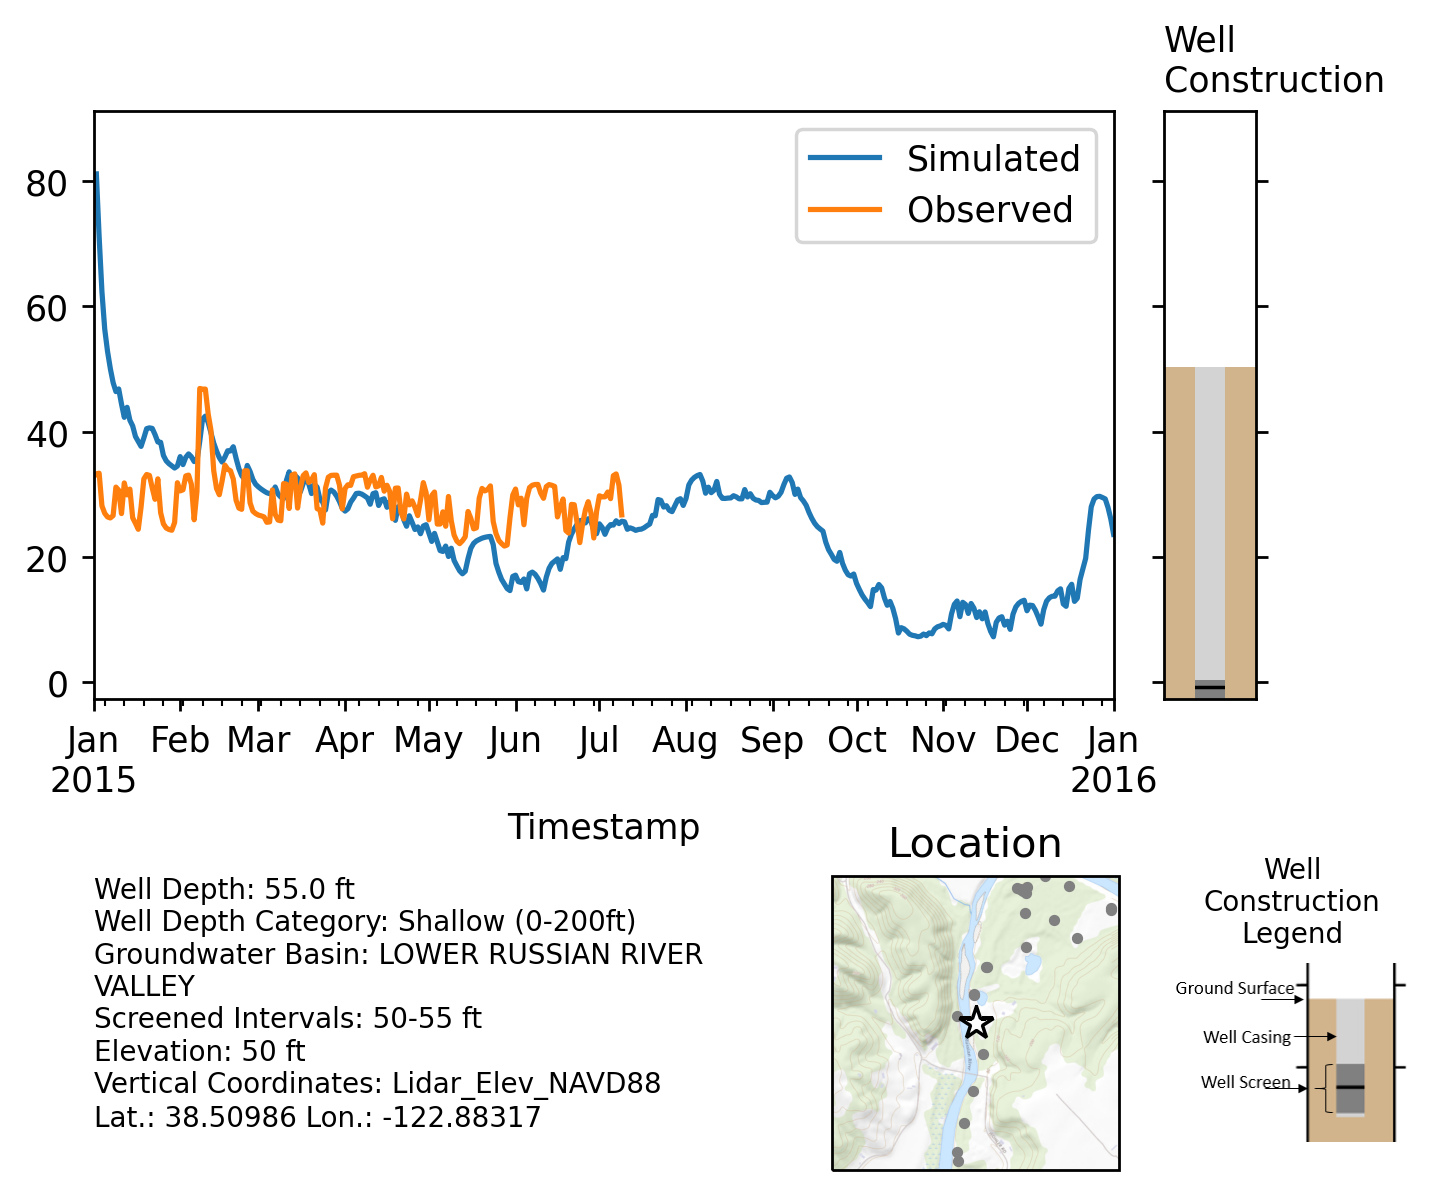 Well
Construction
Simulated
Observed
80
60
40
20
0
Jan
2015
Feb
Mar
Apr
May
Jun
Jul
Aug
Sep
Oct
Nov
Dec
Jan
2016
Timestamp
Well Depth: 55.0 ft
Well Depth Category: Shallow (0-200ft)
Groundwater Basin: LOWER RUSSIAN RIVER
VALLEY
Screened Intervals: 50-55 ft
Elevation: 50 ft
Vertical Coordinates: Lidar_Elev_NAVD88
Lat.: 38.50986 Lon.: -122.88317
Location
Well
Construction
Legend
Ground Surface
Well Casing
Well Screen